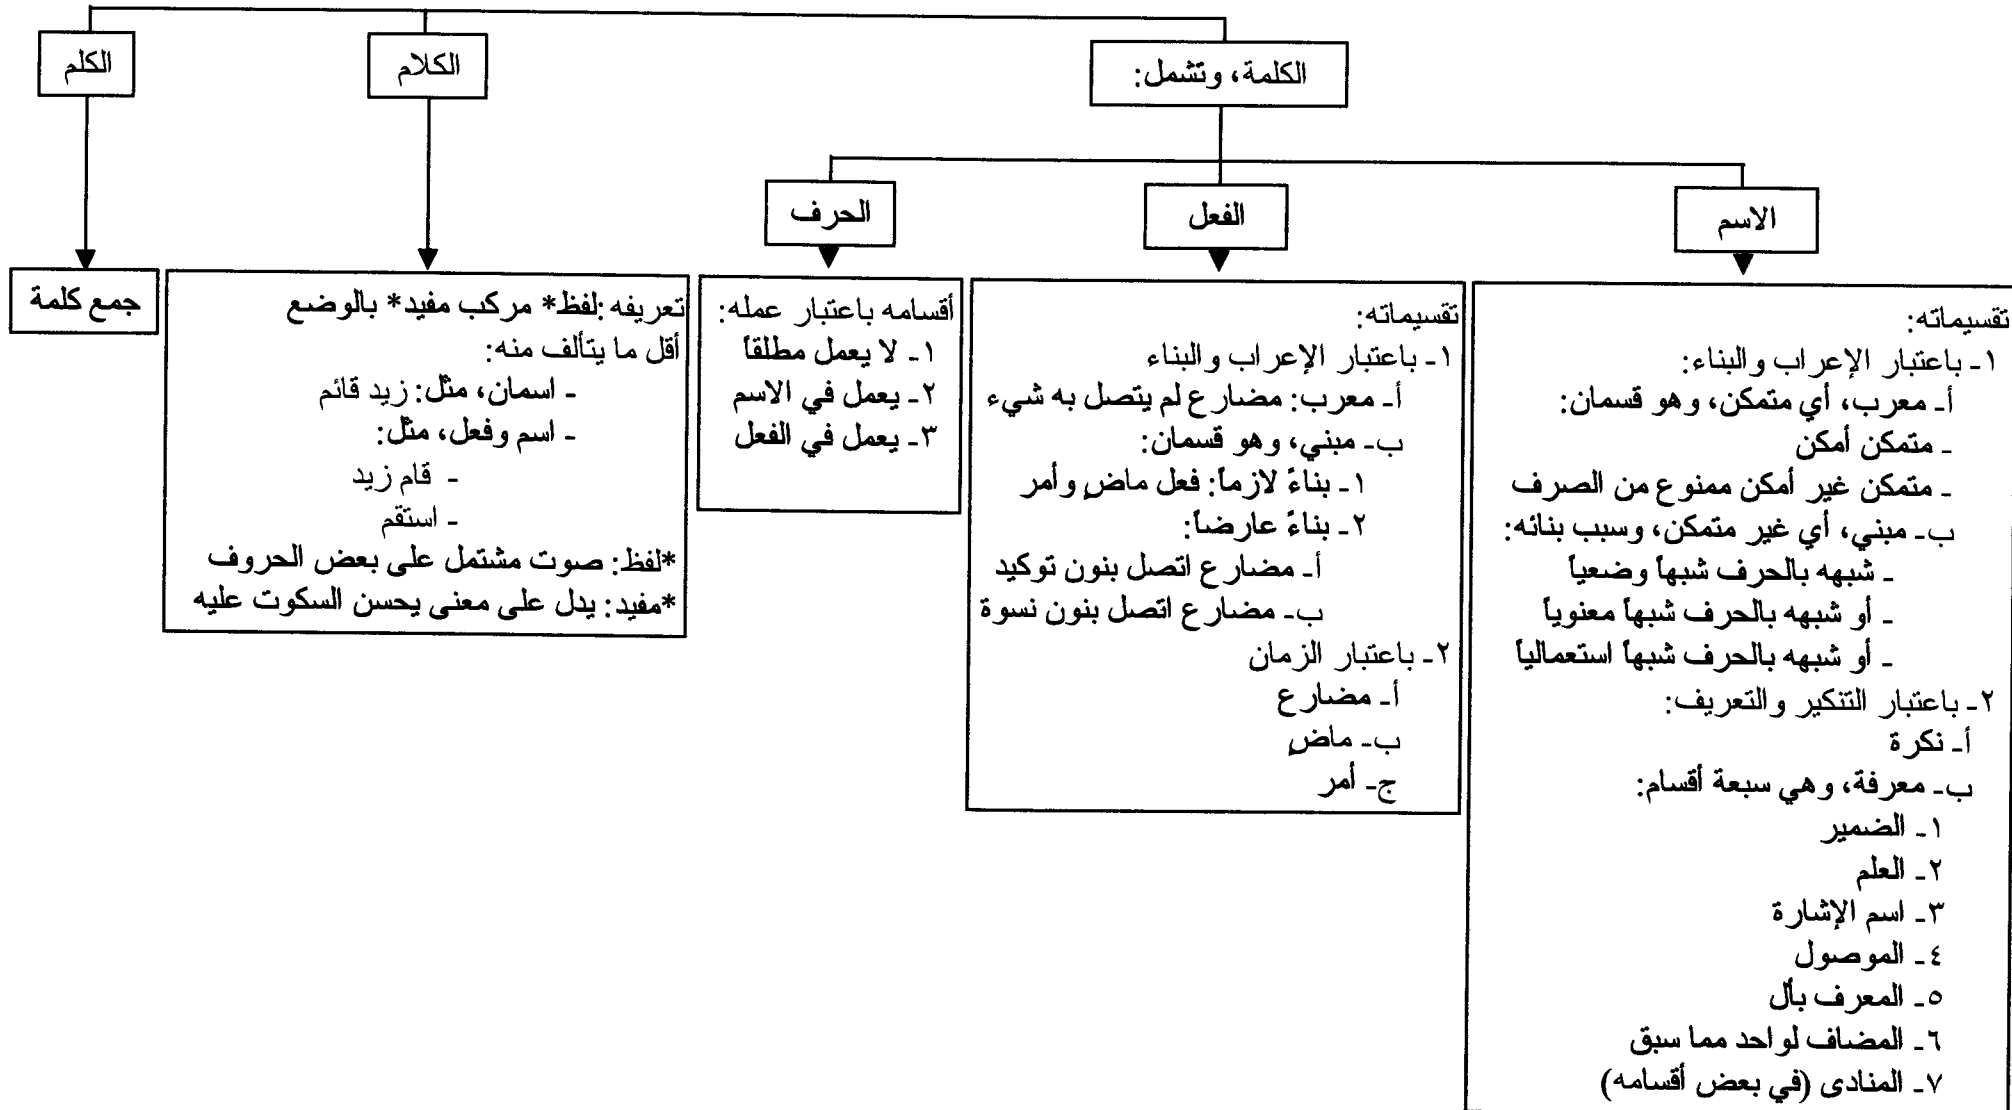 الكلمة، وتشمل:
الكلام
الكلم
الاسم
الفعل
الحرف
تقسيماته:
١- باعتبار الإعراب والبناء:
أ- معرب، أي متمكن، وهو قسمان:
- متمكن أمكن
- متمكن غير أمكن ممنوع من الصرف
ب- مبني، أي غير متمكن، وسبب بنائه:
- شبهه بالحرف شبهاً وضعياً
- أو شبهه بالحرف شبهاً معنوياً
- أو شبهه بالحرف شبهاً استعمالياً
٢- باعتبار التنكير والتعريف:
أ- نكرة
ب- معرفة، وهي سبعة أقسام:
١- الضمير
٢- العلم
٣- اسم الإشارة
٤- الموصول
٥- المعرف بأل
٦- المضاف لواحد مما سبق
٧- المنادى (في بعض أقسامه)
تقسيماته:
١- باعتبار الإعراب والبناء
أ- معرب: مضارع لم يتصل به شيء
ب- مبني، وهو قسمان:
١- بناءً لازماً: فعل ماضٍ وأمر
٢- بناءً عارضاً:
أ- مضارع اتصل بنون توكيد
ب- مضارع اتصل بنون نسوة
٢- باعتبار الزمان
أ- مضارع
ب- ماضٍ
ج- أمر
أقسامه باعتبار عمله:
١- لا يعمل مطلقاً
٢- يعمل في الاسم
٣- يعمل في الفعل
تعريفه :لفظ* مركب مفيد* بالوضع
أقل ما يتألف منه:
- اسمان، مثل: زيد قائم
- اسم وفعل، مثل:
- قام زيد
- استقم
*لفظ: صوت مشتمل على بعض الحروف
*مفيد: يدل على معنى يحسن السكوت عليه
جمع كلمة